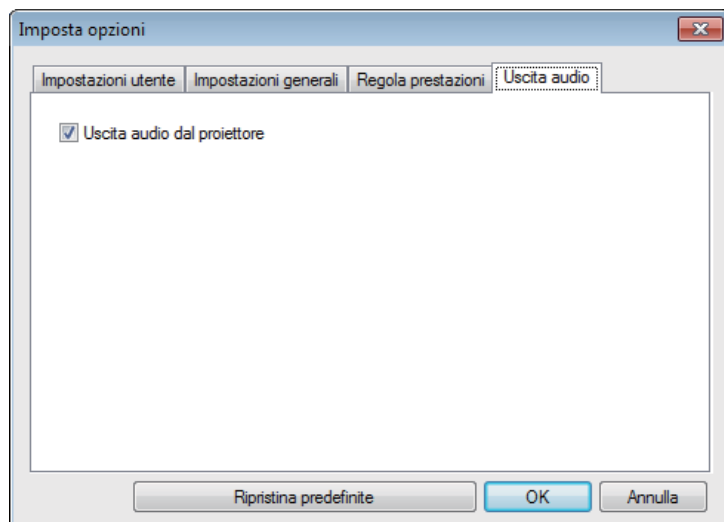 Imposta opzioni
Impostazioni utente Impostazioni generali Regola prestazioni Uscita audio
Uscita audio dal proiettore
Ripristina predefinite OK Annulla